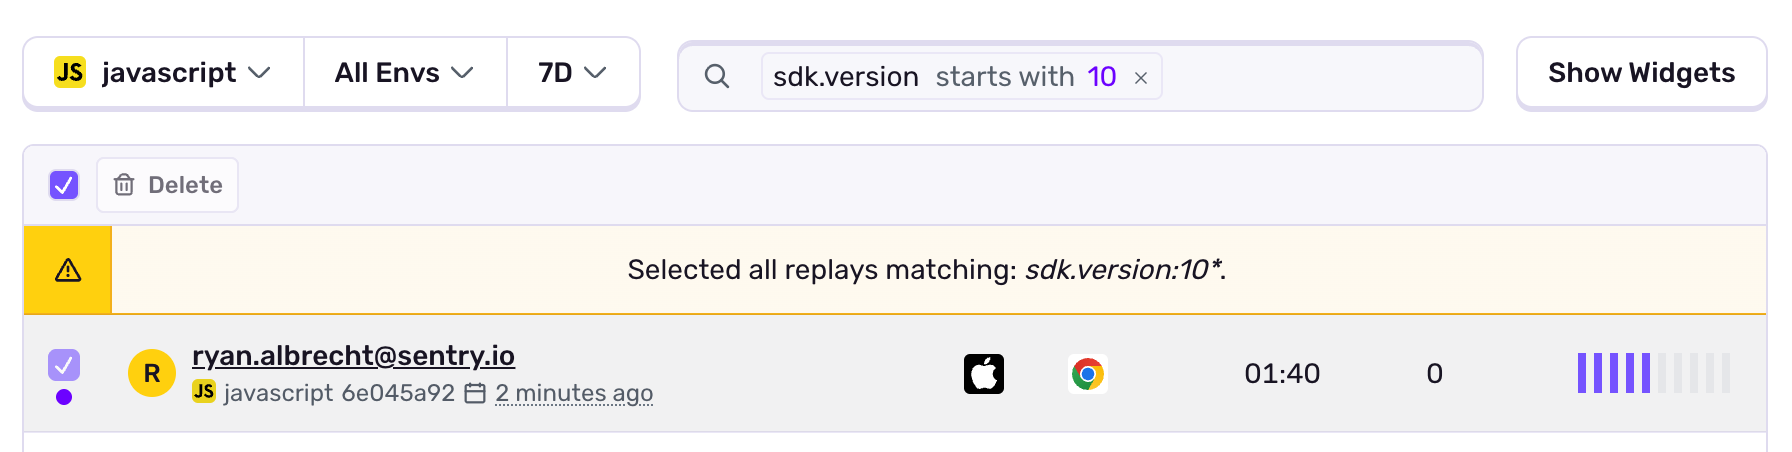 JS javascript All Envs 7D sdk.version starts with 10 × Show Widgets
Delete
Selected all replays matching: sdk.version:10*.
R ryan.albrecht@sentry.io 01:40 0
JS javascript 6e045a92 2 minutes ago